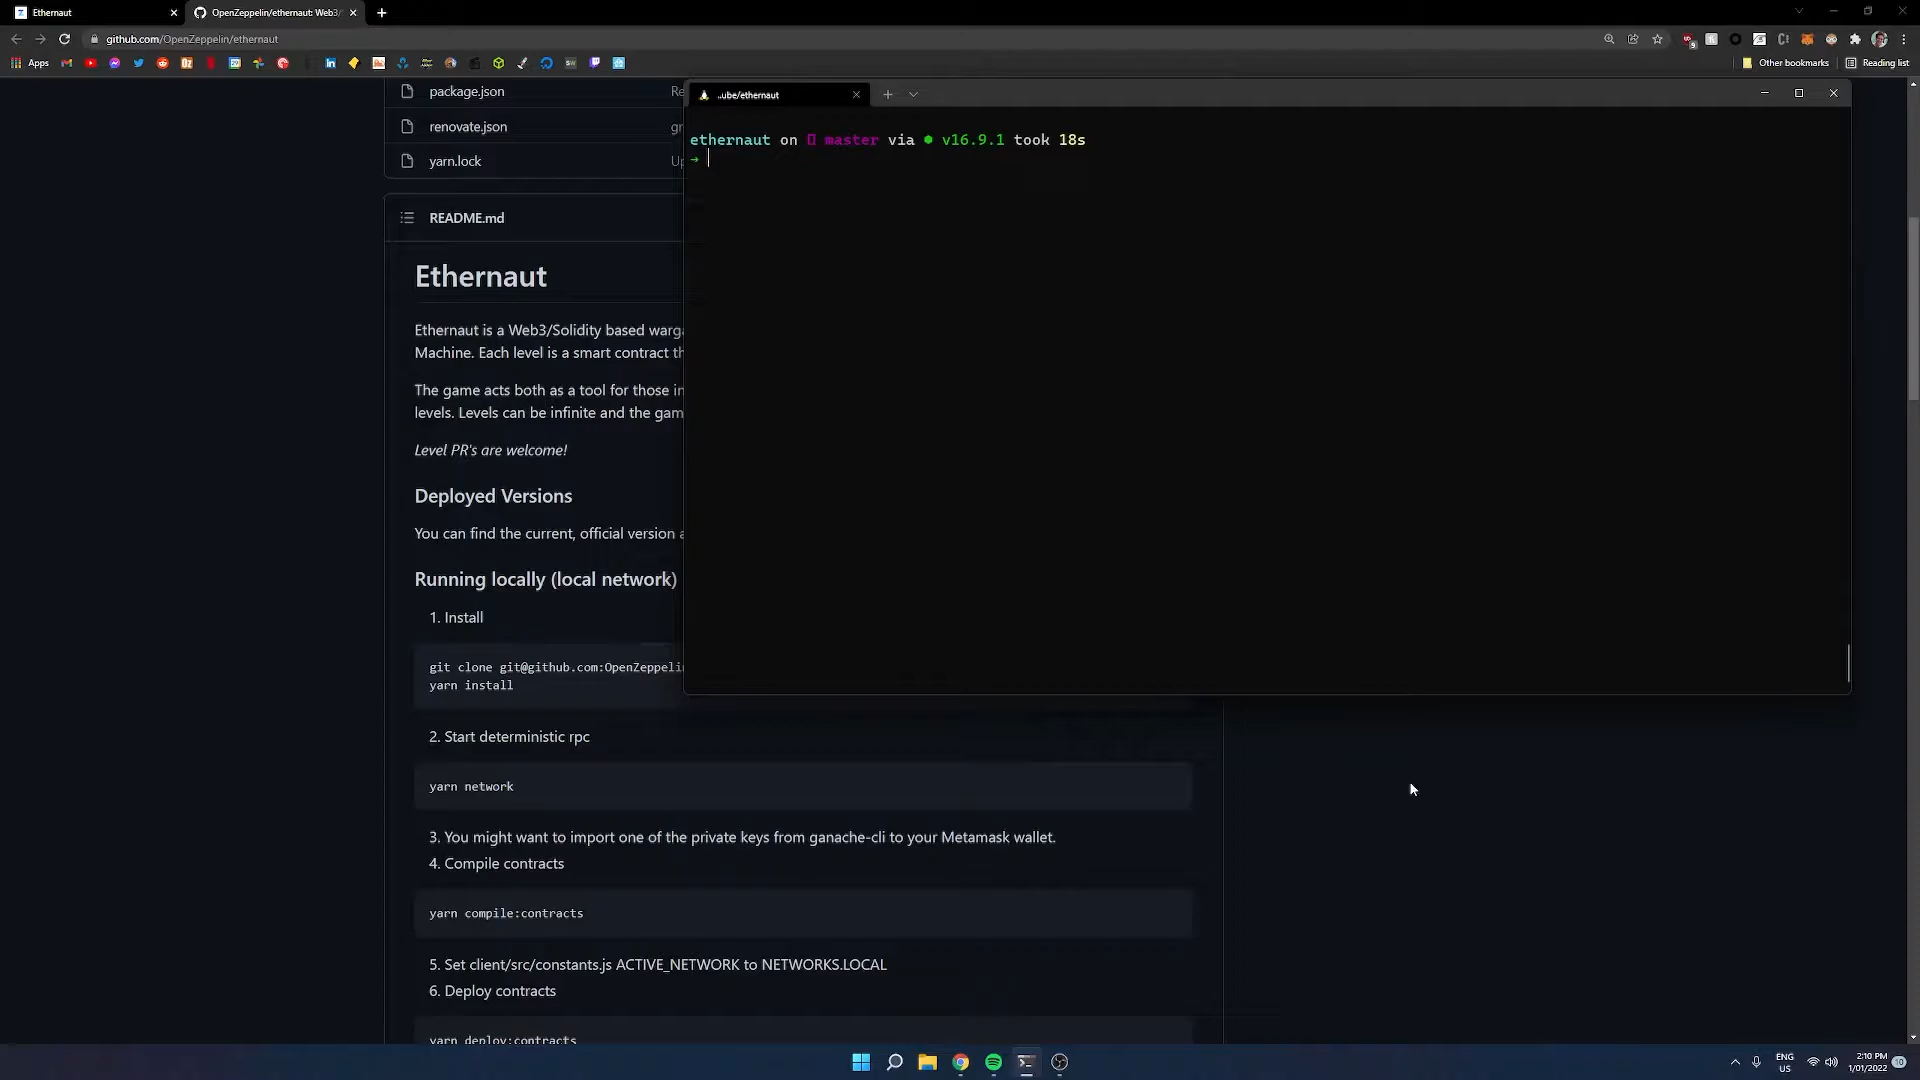 Ethernaut
OpenZeppelin/ethernaut: Web3/
github.com/OpenZeppelin/ethernaut
Apps
Other bookmarks
Reading list
package.json
Re
renovate.json
gr
yarn.lock
Up
README.md
Ethernaut
Ethernaut is a Web3/Solidity based warga
Machine. Each level is a smart contract th
The game acts both as a tool for those in
levels. Levels can be infinite and the gam
Level PR's are welcome!
Deployed Versions
You can find the current, official version a
Running locally (local network)
1. Install
git clone git@github.com:OpenZeppelin
yarn install
2. Start deterministic rpc
yarn network
3. You might want to import one of the private keys from ganache-cli to your Metamask wallet.
4. Compile contracts
yarn compile:contracts
5. Set client/src/constants.js ACTIVE_NETWORK to NETWORKS.LOCAL
6. Deploy contracts
yarn deploy:contracts
..ube/ethernaut
ethernaut on master via v16.9.1 took 18s
→
ENG
US
2:10 PM
1/01/2022
10